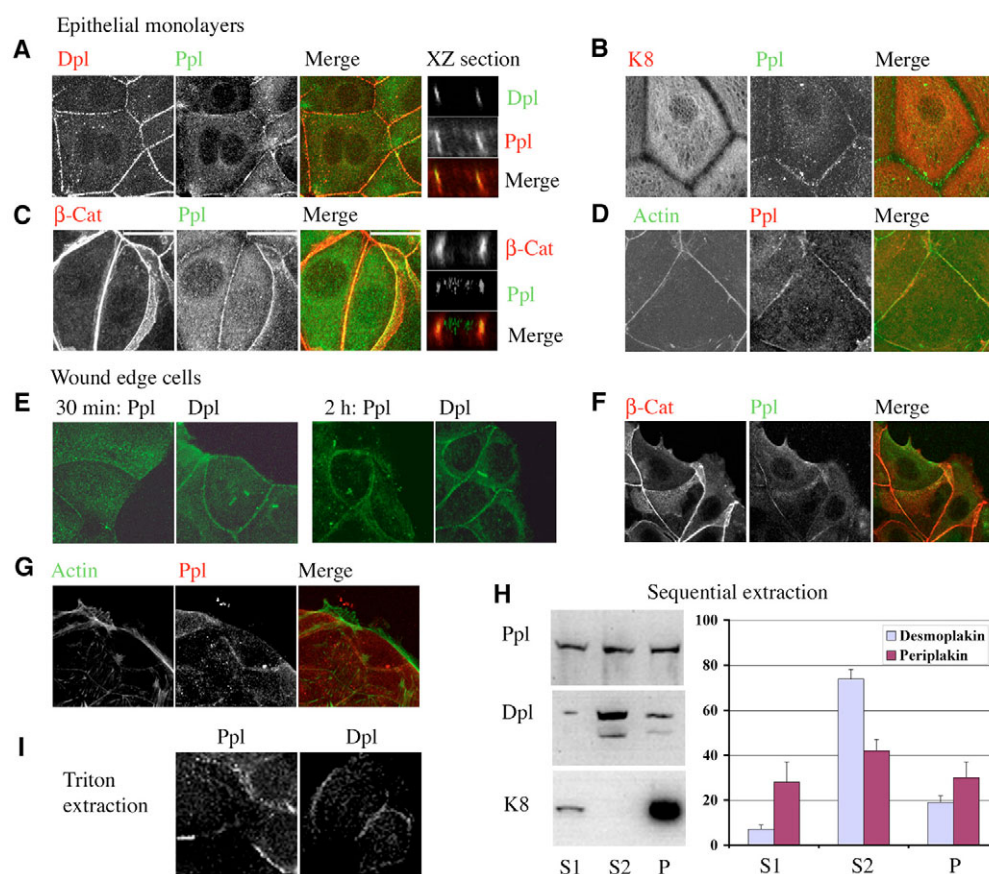 Epithelial monolayers
A
Dpl Ppl Merge XZ section
Dpl
Ppl
Merge
B
K8 Ppl Merge
C
β-Cat Ppl Merge
β-Cat
Ppl
Merge
D
Actin Ppl Merge
Wound edge cells
E
30 min: Ppl Dpl 2 h: Ppl Dpl
F
β-Cat Ppl Merge
G
Actin Ppl Merge
H
Sequential extraction
Ppl
Dpl
K8
S1 S2 P
100
80
60
40
20
0
Desmoplakin
Periplakin
S1 S2 P
I
Ppl Dpl
Triton
extraction